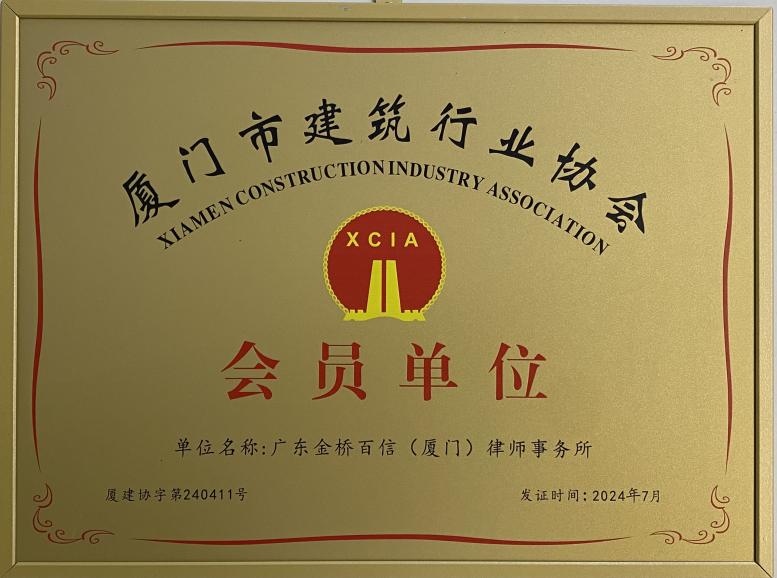 厦门市建筑行业协会
XIAMEN CONSTRUCTION INDUSTRY ASSOCIATION
XCIA
会员单位
单位名称:广东金桥百信（厦门）律师事务所
厦建协字第240411号
发证时间：2024年7月